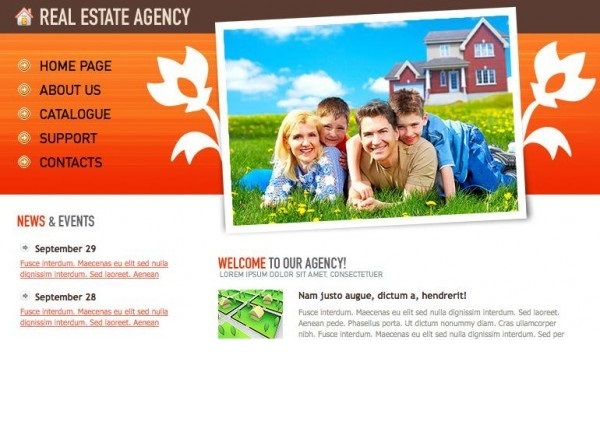 REAL ESTATE AGENCY
HOME PAGE
ABOUT US
CATALOGUE
SUPPORT
CONTACTS
NEWS & EVENTS
September 29
Fusce interdum. Maecenas eu elit sed nulla
dignissim interdum. Sed laoreet. Aenean
September 28
Fusce interdum. Maecenas eu elit sed nulla
dignissim interdum. Sed laoreet. Aenean
WELCOME TO OUR AGENCY!
LOREM IPSUM DOLOR SIT AMET, CONSECTETUER
Nam justo augue, dictum a, hendrerit!
Fusce interdum. Maecenas eu elit sed nulla dignissim interdum. Sed laoreet.
Aenean pede. Phasellus porta. Ut dictum nonummy diam. Cras ullamcorper
nibh. Fusce interdum. Maecenas eu elit sed nulla dignissim interdum. Sed per